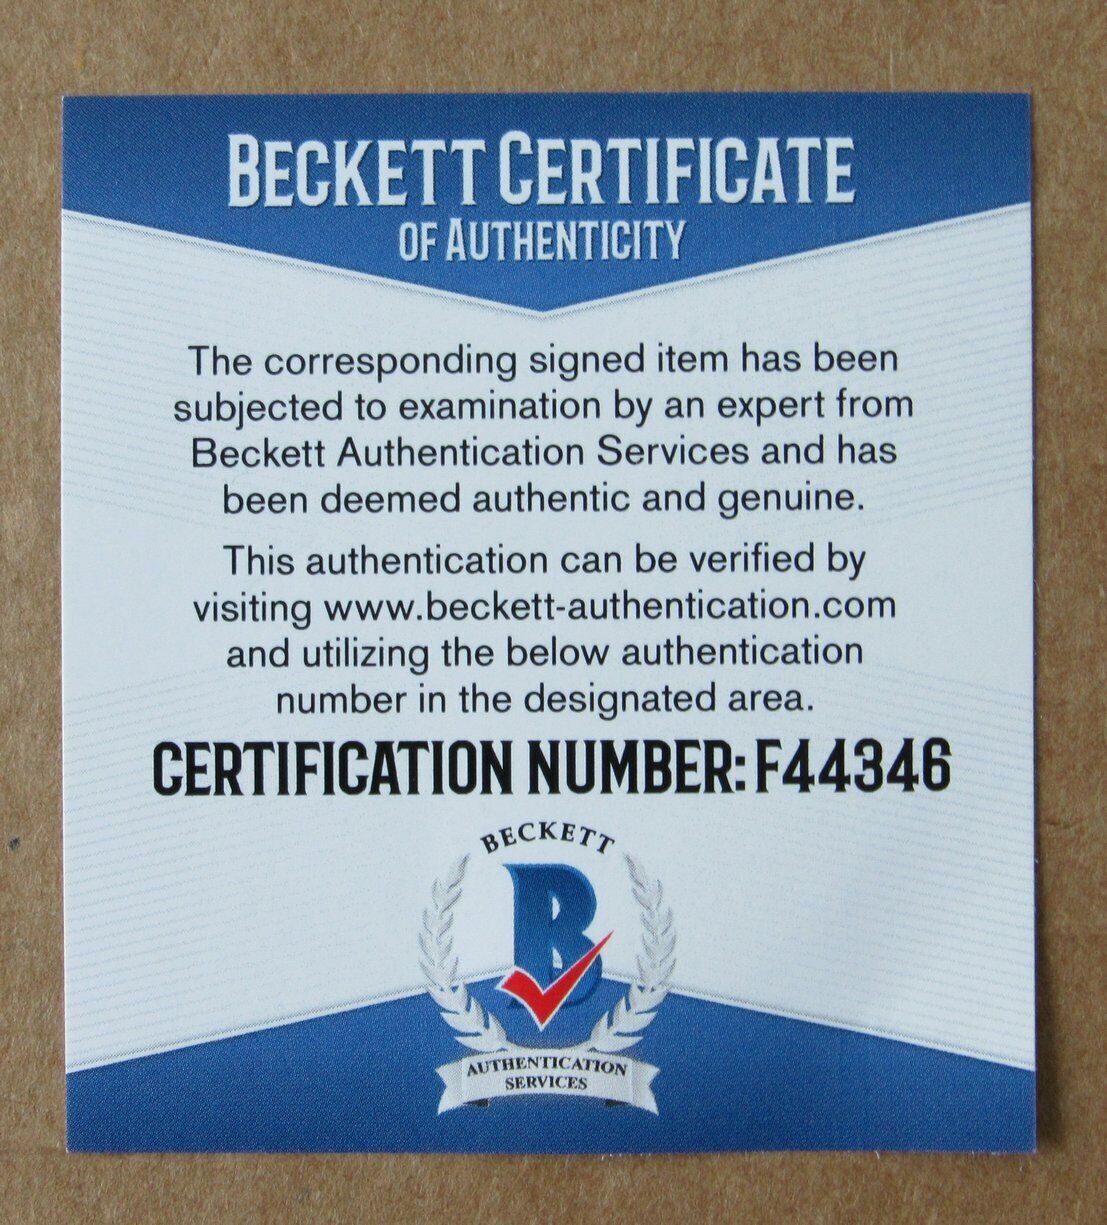 BECKETT CERTIFICATE
OF AUTHENTICITY
The corresponding signed item has been
subjected to examination by an expert from
Beckett Authentication Services and has
been deemed authentic and genuine.
This authentication can be verified by
visiting www.beckett-authentication.com
and utilizing the below authentication
number in the designated area.
CERTIFICATION NUMBER: F44346
BECKETT
B
AUTHENTICATION
SERVICES